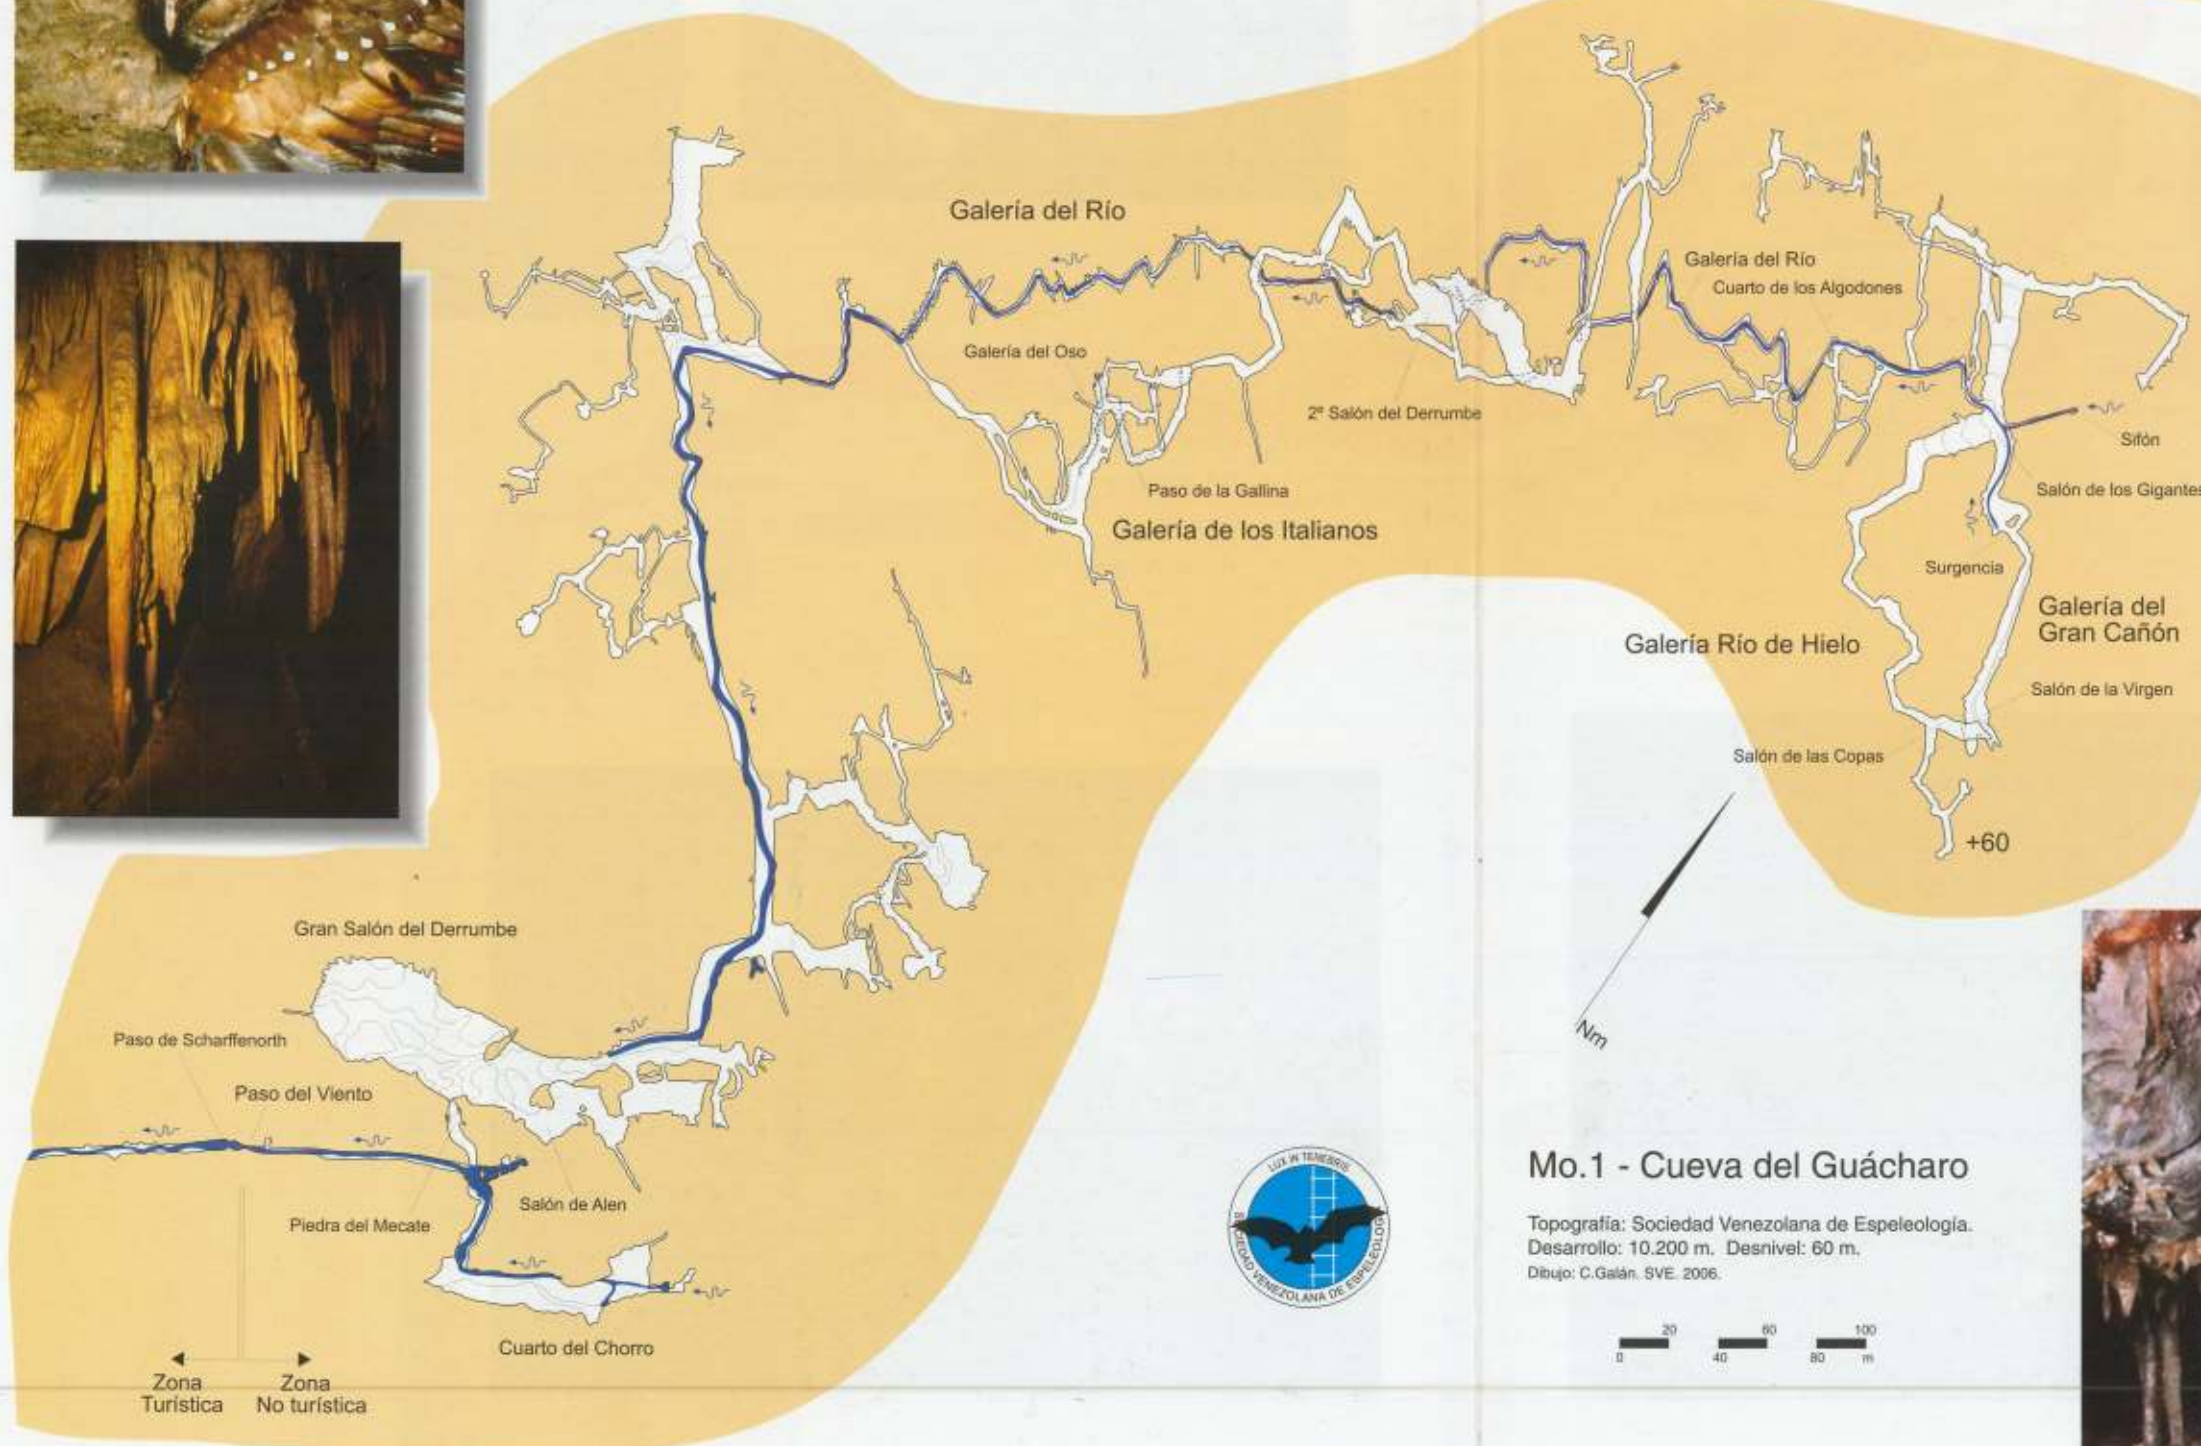 Galería del Río
Galería del Río
Cuarto de los Algodones
Galería del Oso
2º Salón del Derrumbe
Sifón
Paso de la Gallina
Salón de los Gigantes
Galería de los Italianos
Surgencia
Galería del
Gran Cañón
Galería Río de Hielo
Salón de la Virgen
Salón de las Copas
+60
Gran Salón del Derrumbe
Nm
Paso de Scharffenorth
Paso del Viento
Salón de Alen
Piedra del Mecate
Cuarto del Chorro
Zona
Turística
Zona
No turística
LUX IN TENEBRIS
SOCIEDAD VENEZOLANA DE ESPELEOLOG
Mo.1 - Cueva del Guácharo
Topografía: Sociedad Venezolana de Espeleología.
Desarrollo: 10.200 m. Desnivel: 60 m.
Dibujo: C.Galán. SVE. 2006.
20 60 100
0 40 80 m